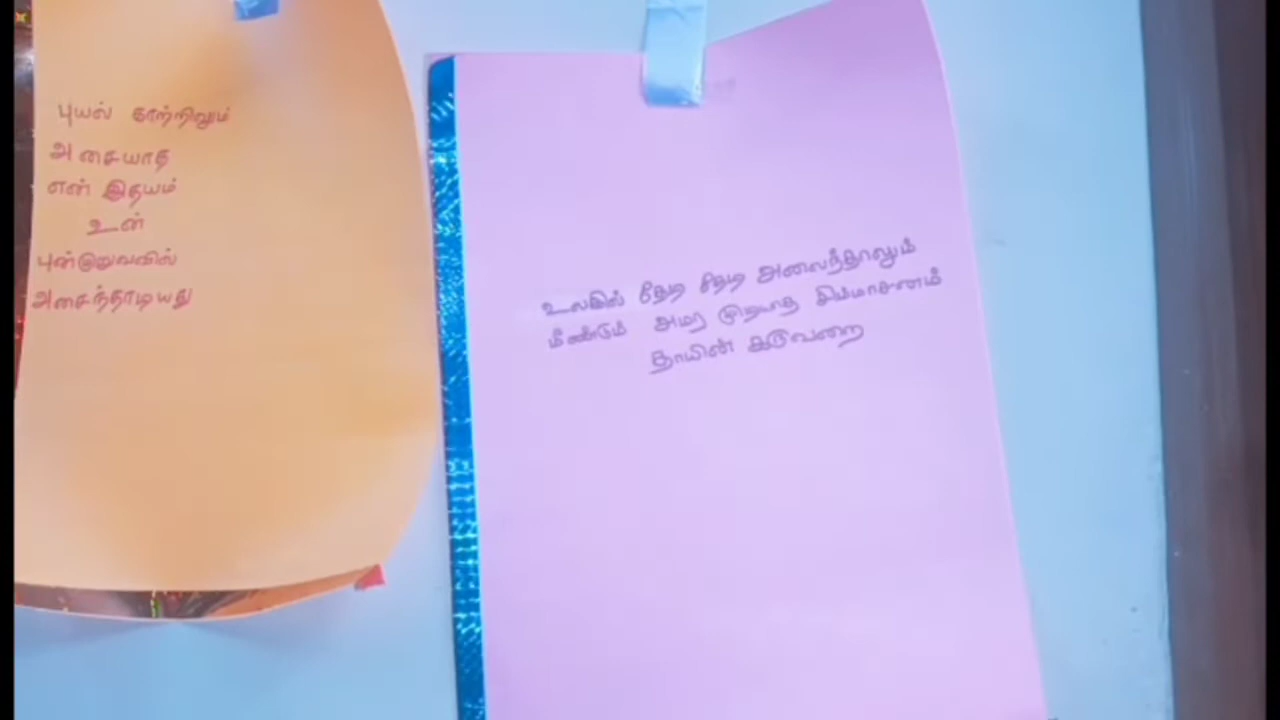 புயல் காற்றிலும்
அசையாத
என் இதயம்
உன்
புன்முறுவலில்
அசைந்தாடியது
உலகில் தேடி தேடி அலைந்தாலும்
மீண்டும் அமர முடியாத சிம்மாசனம்
தாயின் கருவறை